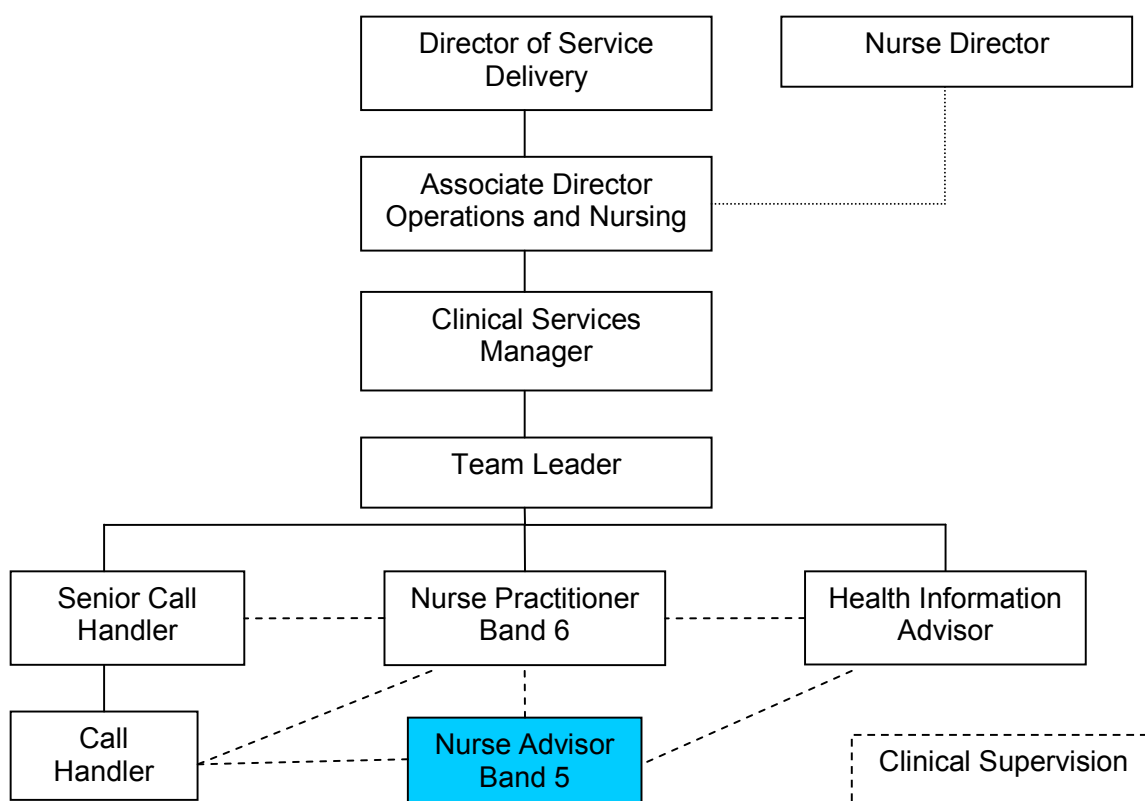 Director of Service
Delivery
Nurse Director
Associate Director
Operations and Nursing
Clinical Services
Manager
Team Leader
Senior Call
Handler
Nurse Practitioner
Band 6
Health Information
Advisor
Call
Handler
Nurse Advisor
Band 5
Clinical Supervision